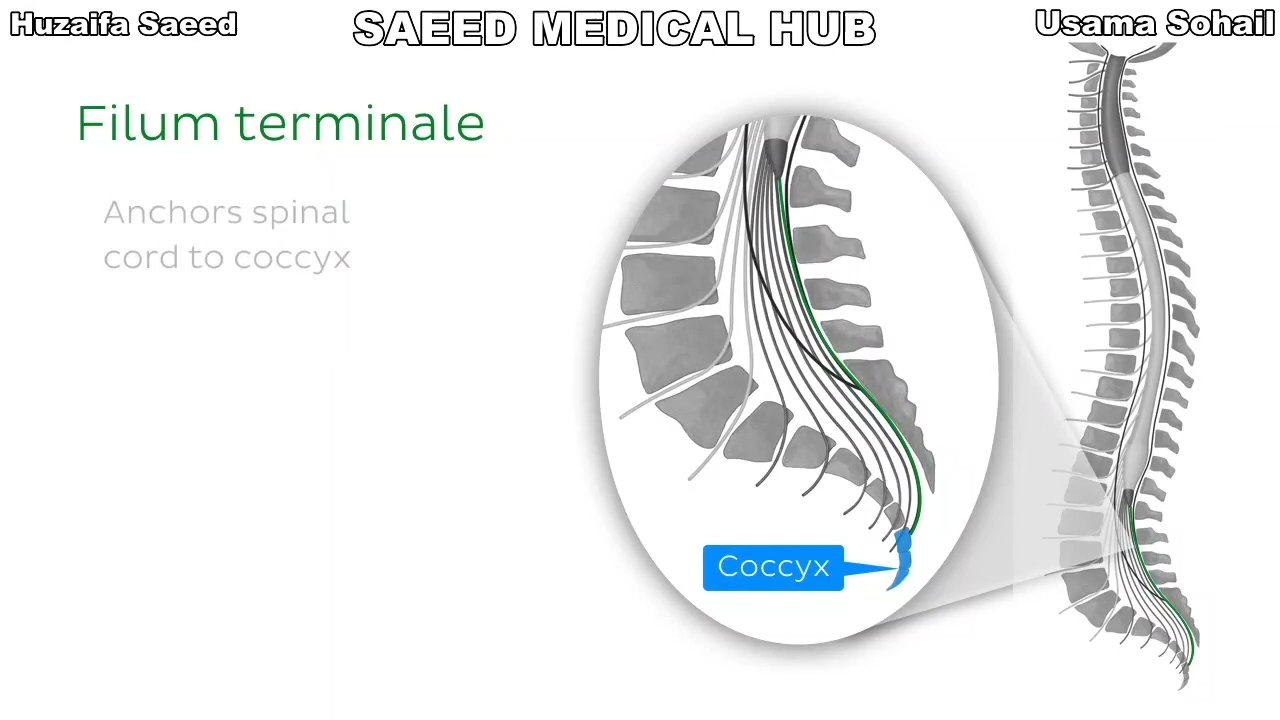 Huzaifa Saeed
SAEED MEDICAL HUB
Usama Sohail
Filum terminale
Anchors spinal
cord to coccyx
Coccyx